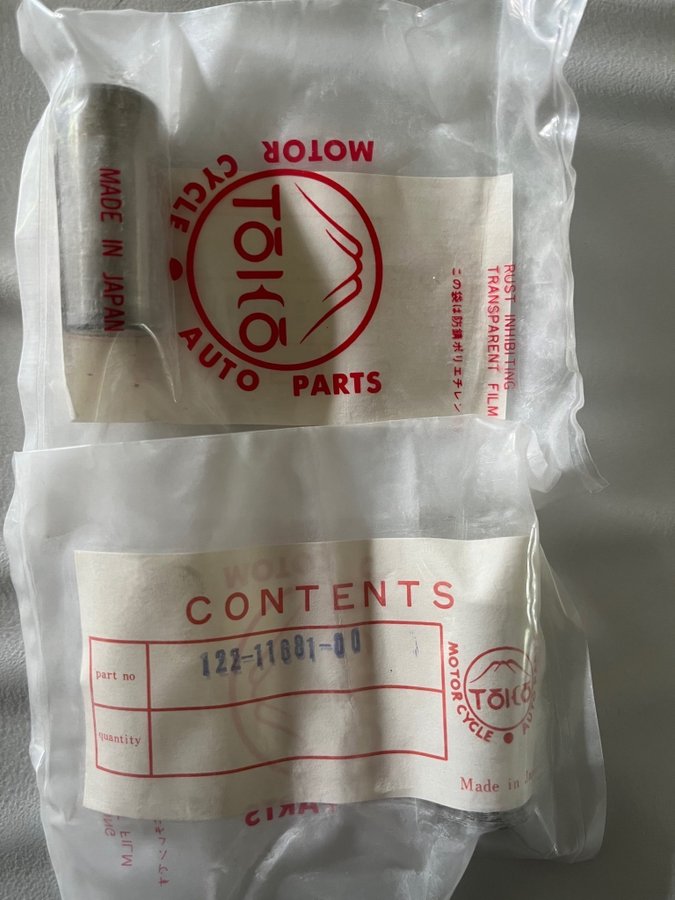 MOTOR
CYCLE ● AUTO PARTS
TŌKŌ
MADE IN JAPAN
RUST INHIBITING
TRANSPARENT FILM
この袋は防錆ポリエチレン
CONTENTS
part no
122-11681-00
quantity
MOTOR CYCLE ● AUTO
TŌKŌ
Made in